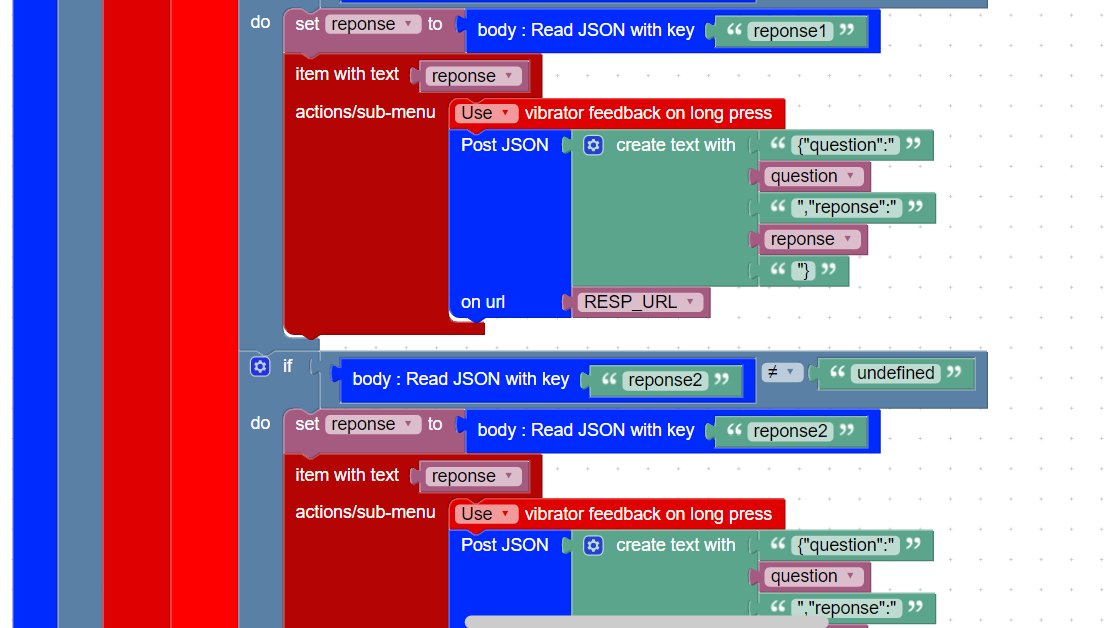 do set reponse to body : Read JSON with key “ reponse1 ”
item with text reponse
actions/sub-menu Use vibrator feedback on long press
Post JSON create text with “ {"question":" ”
question
“ ","reponse":" ”
reponse
“ "} ”
on url RESP_URL
if body : Read JSON with key “ reponse2 ” ≠ “ undefined ”
do set reponse to body : Read JSON with key “ reponse2 ”
item with text reponse
actions/sub-menu Use vibrator feedback on long press
Post JSON create text with “ {"question":" ”
question
“ ","reponse":" ”